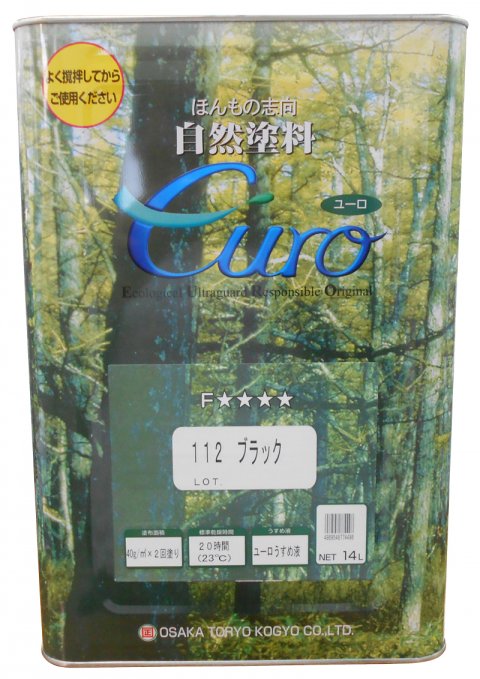 よく撹拌してから
ご使用ください
ほんもの志向
自然塗料
ユーロ
Euro
Ecological Ultraguard Responsible Original
F★★★★
112 ブラック
LOT.
塗布面積
40g/㎡×2回塗り
標準乾燥時間
20時間
(23℃)
うすめ液
ユーロうすめ液
NET 14L
OSAKA TORYO KOGYO CO.,LTD.